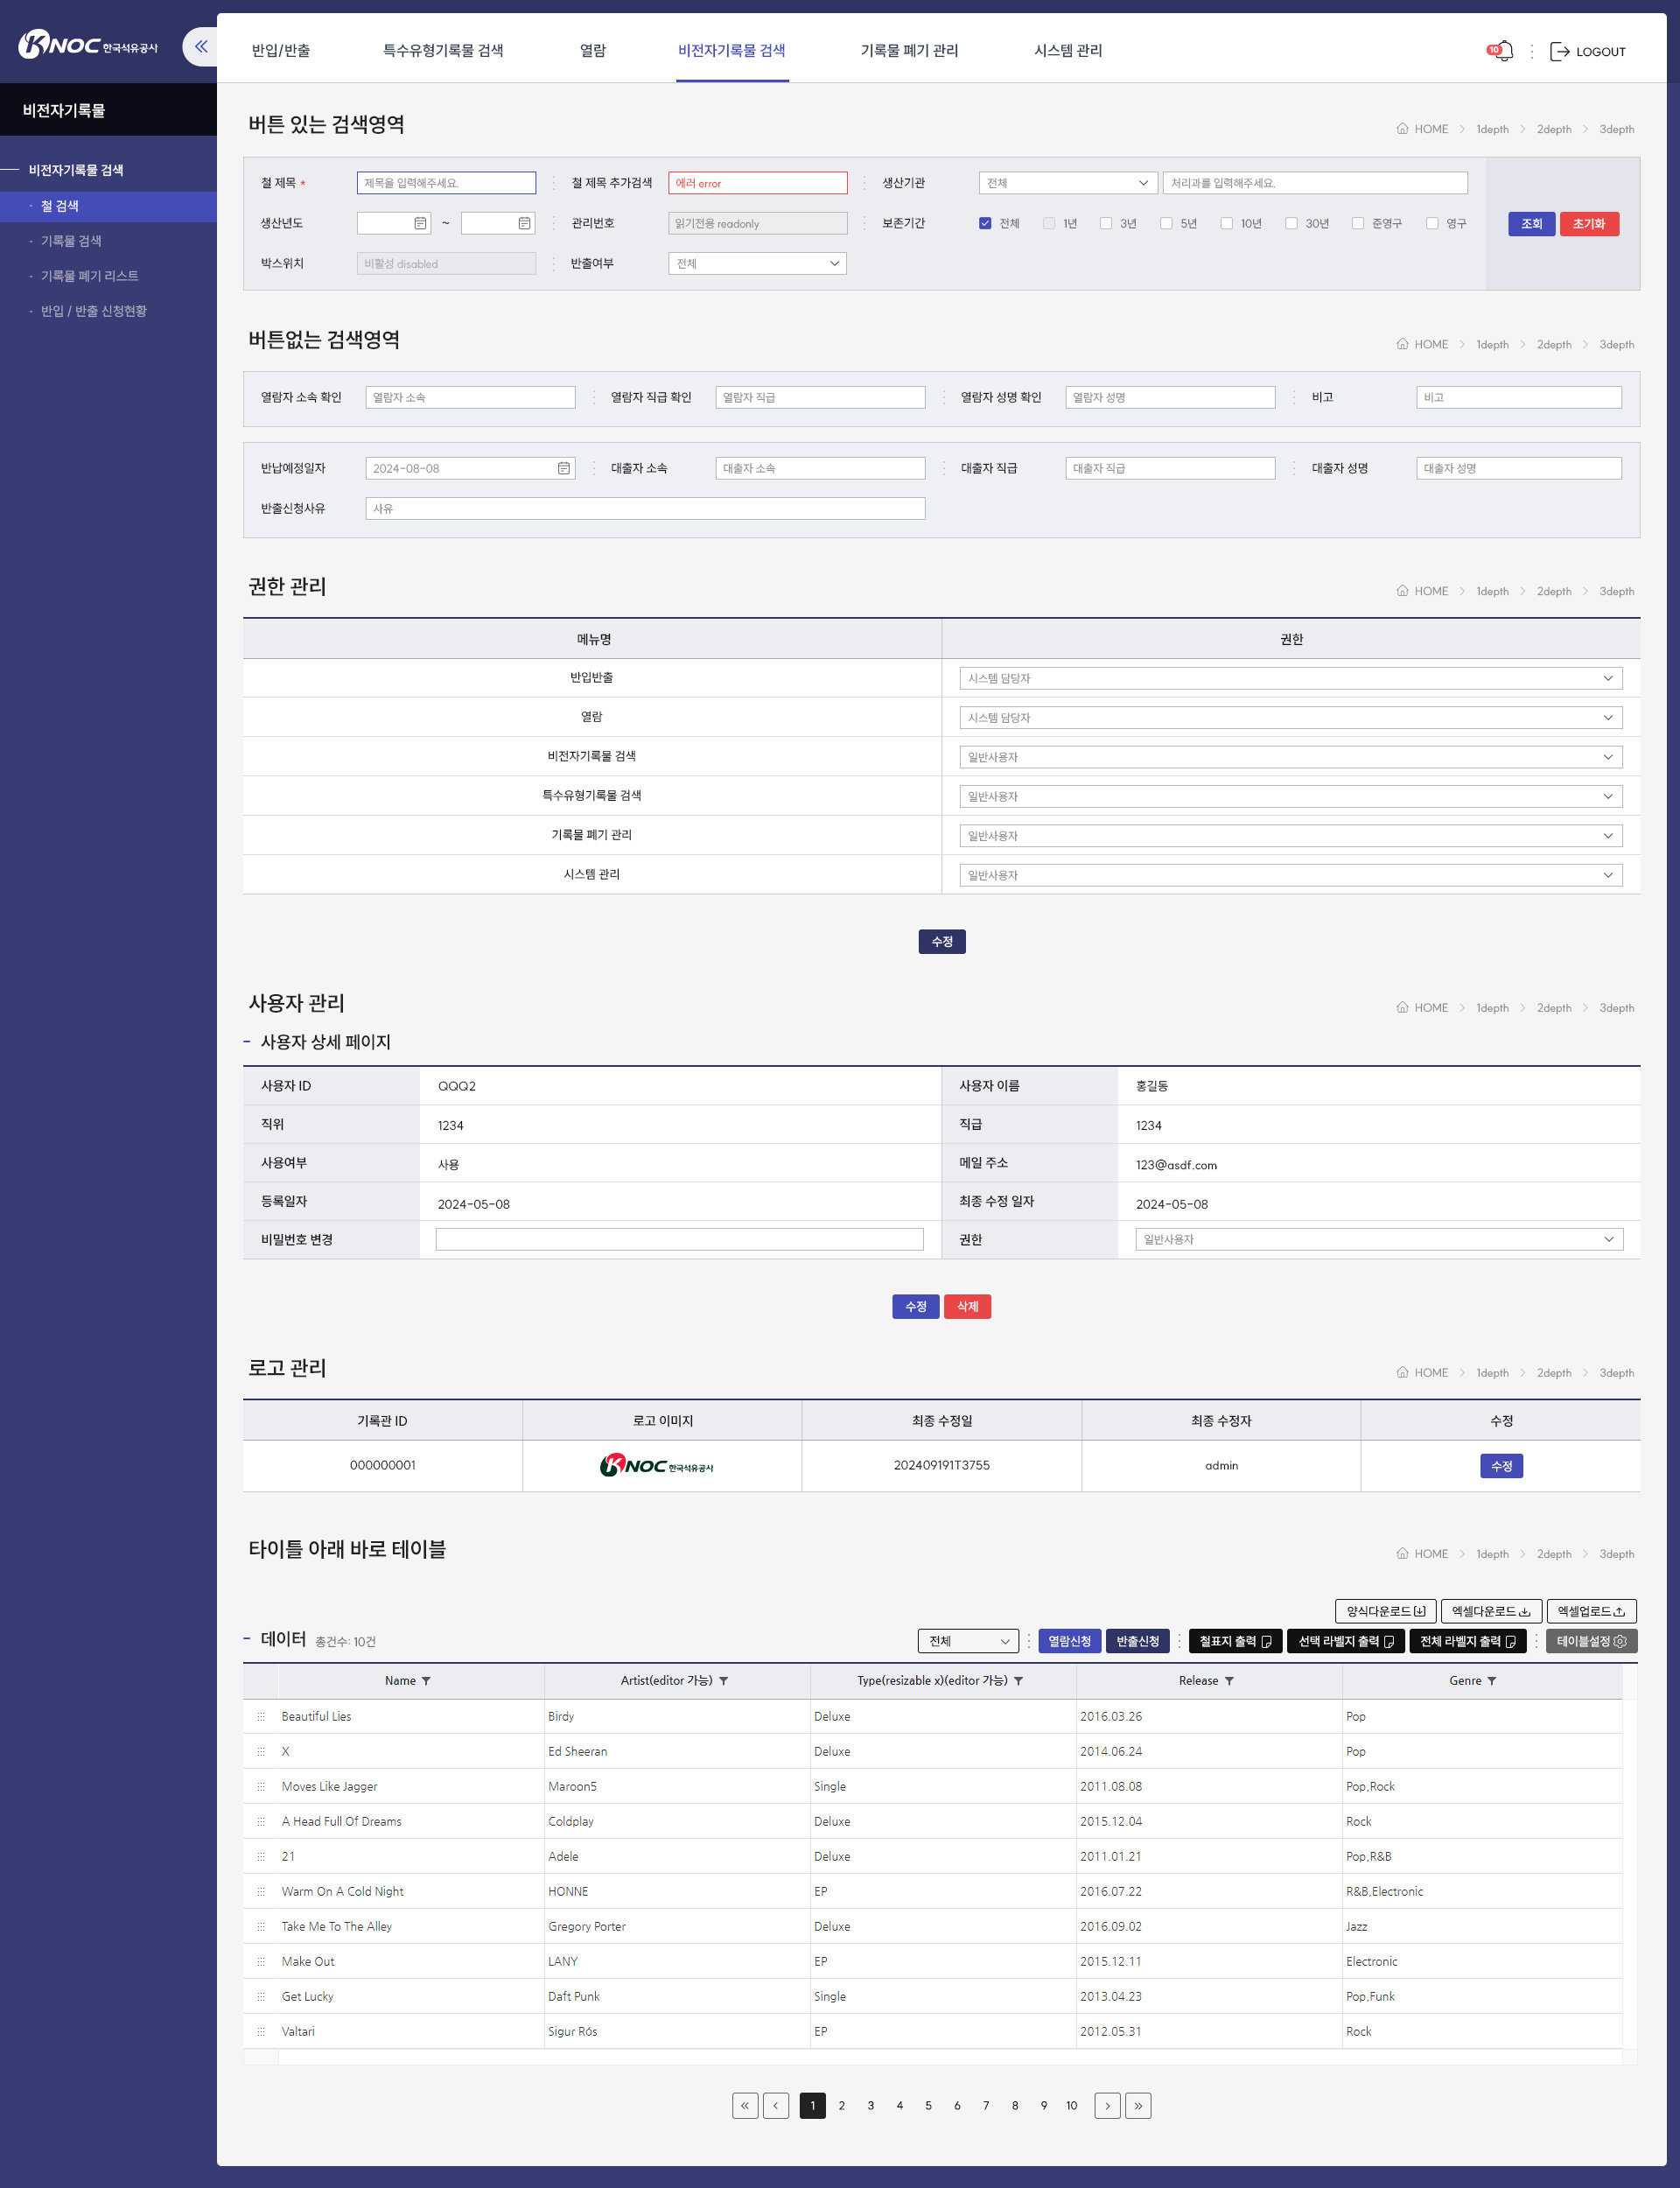 KNOC 한국석유공사
반입/반출 특수유형기록물 검색 열람 비전자기록물 검색 기록물 폐기 관리 시스템 관리 10 LOGOUT
비전자기록물
비전자기록물 검색
- 철 검색
- 기록물 검색
- 기록물 폐기 리스트
- 반입 / 반출 신청현황
버튼 있는 검색영역 HOME > 1depth > 2depth > 3depth
철 제목 * 제목을 입력해주세요. 철 제목 추가검색 에러 error 생산기관 전체 처리과를 입력해주세요.
생산년도 ~ 관리번호 읽기전용 readonly 보존기간 전체 1년 3년 5년 10년 30년 준영구 영구 조회 초기화
박스위치 비활성 disabled 반출여부 전체
버튼없는 검색영역 HOME > 1depth > 2depth > 3depth
열람자 소속 확인 열람자 소속 열람자 직급 확인 열람자 직급 열람자 성명 확인 열람자 성명 비고 비고
반납예정일자 2024-08-08 대출자 소속 대출자 소속 대출자 직급 대출자 직급 대출자 성명 대출자 성명
반출신청사유 사유
권한 관리 HOME > 1depth > 2depth > 3depth
메뉴명 권한
반입반출 시스템 담당자
열람 시스템 담당자
비전자기록물 검색 일반사용자
특수유형기록물 검색 일반사용자
기록물 폐기 관리 일반사용자
시스템 관리 일반사용자
수정
사용자 관리 HOME > 1depth > 2depth > 3depth
- 사용자 상세 페이지
사용자 ID QQQ2 사용자 이름 홍길동
직위 1234 직급 1234
사용여부 사용 메일 주소 123@asdf.com
등록일자 2024-05-08 최종 수정 일자 2024-05-08
비밀번호 변경 권한 일반사용자
수정 삭제
로고 관리 HOME > 1depth > 2depth > 3depth
기록관 ID 로고 이미지 최종 수정일 최종 수정자 수정
000000001 KNOC 한국석유공사 202409191T3755 admin 수정
타이틀 아래 바로 테이블 HOME > 1depth > 2depth > 3depth
양식다운로드 엑셀다운로드 엑셀업로드
- 데이터 총건수: 10건 전체 열람신청 반출신청 철표지 출력 선택 라벨지 출력 전체 라벨지 출력 테이블설정
Name Artist(editor 가능) Type(resizable x)(editor 가능) Release Genre
Beautiful Lies Birdy Deluxe 2016.03.26 Pop
X Ed Sheeran Deluxe 2014.06.24 Pop
Moves Like Jagger Maroon5 Single 2011.08.08 Pop,Rock
A Head Full Of Dreams Coldplay Deluxe 2015.12.04 Rock
21 Adele Deluxe 2011.01.21 Pop,R&B
Warm On A Cold Night HONNE EP 2016.07.22 R&B,Electronic
Take Me To The Alley Gregory Porter Deluxe 2016.09.02 Jazz
Make Out LANY EP 2015.12.11 Electronic
Get Lucky Daft Punk Single 2013.04.23 Pop,Funk
Valtari Sigur Rós EP 2012.05.31 Rock
1 2 3 4 5 6 7 8 9 10